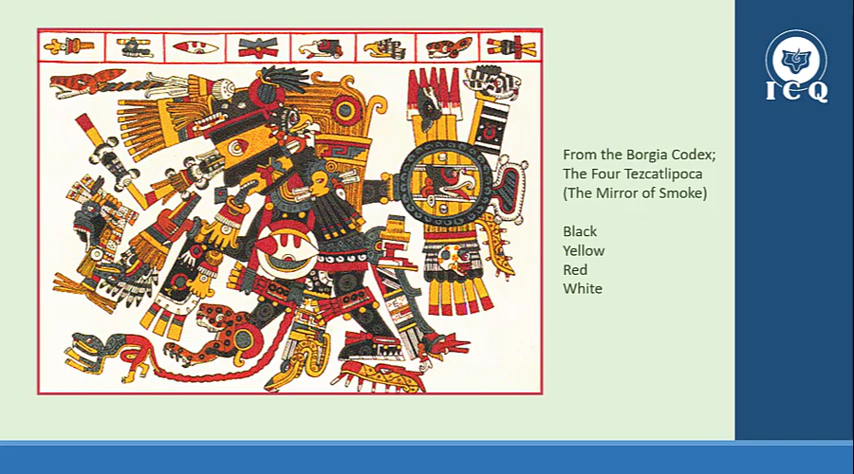 ICQ
From the Borgia Codex;
The Four Tezcatlipoca
(The Mirror of Smoke)
Black
Yellow
Red
White